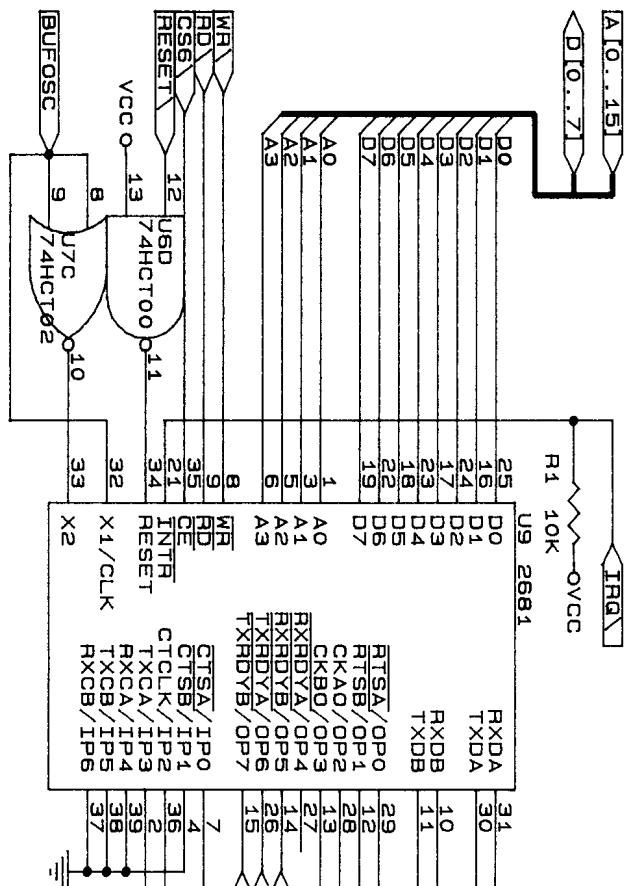 A[0..15]
IRQ/
D[0..7]
R1 10K VCC
U9 2681
D0 25 D0 RXDA 31
D1 16 D1 TXDA 30
D2 24 D2
D3 17 D3 RXDB 10
D4 23 D4 TXDB 11
D5 18 D5
D6 22 D6 RTSA/OP0 29
D7 19 D7 RTSB/OP1 12
CKAO/OP2 28
A0 1 A0 CKBO/OP3 13
A1 3 A1 RXRDYA/OP4 27
A2 5 A2 RXRDYB/OP5 14
A3 6 A3 TXRDYA/OP6 26
TXRDYB/OP7 15
WR/ 8 WR
RD/ 9 RD CTSA/IP0 7
CS6/ 35 CE CTSB/IP1 4
RESET/ 12 U6D 21 INTR CTCLK/IP2 36
74HCT00 11 34 RESET TXCA/IP3 2
VCC 13 RXCA/IP4 39
8 32 X1/CLK TXCB/IP5 38
U7C RXCB/IP6 37
BUFOSC 9 74HCT02 10 33 X2